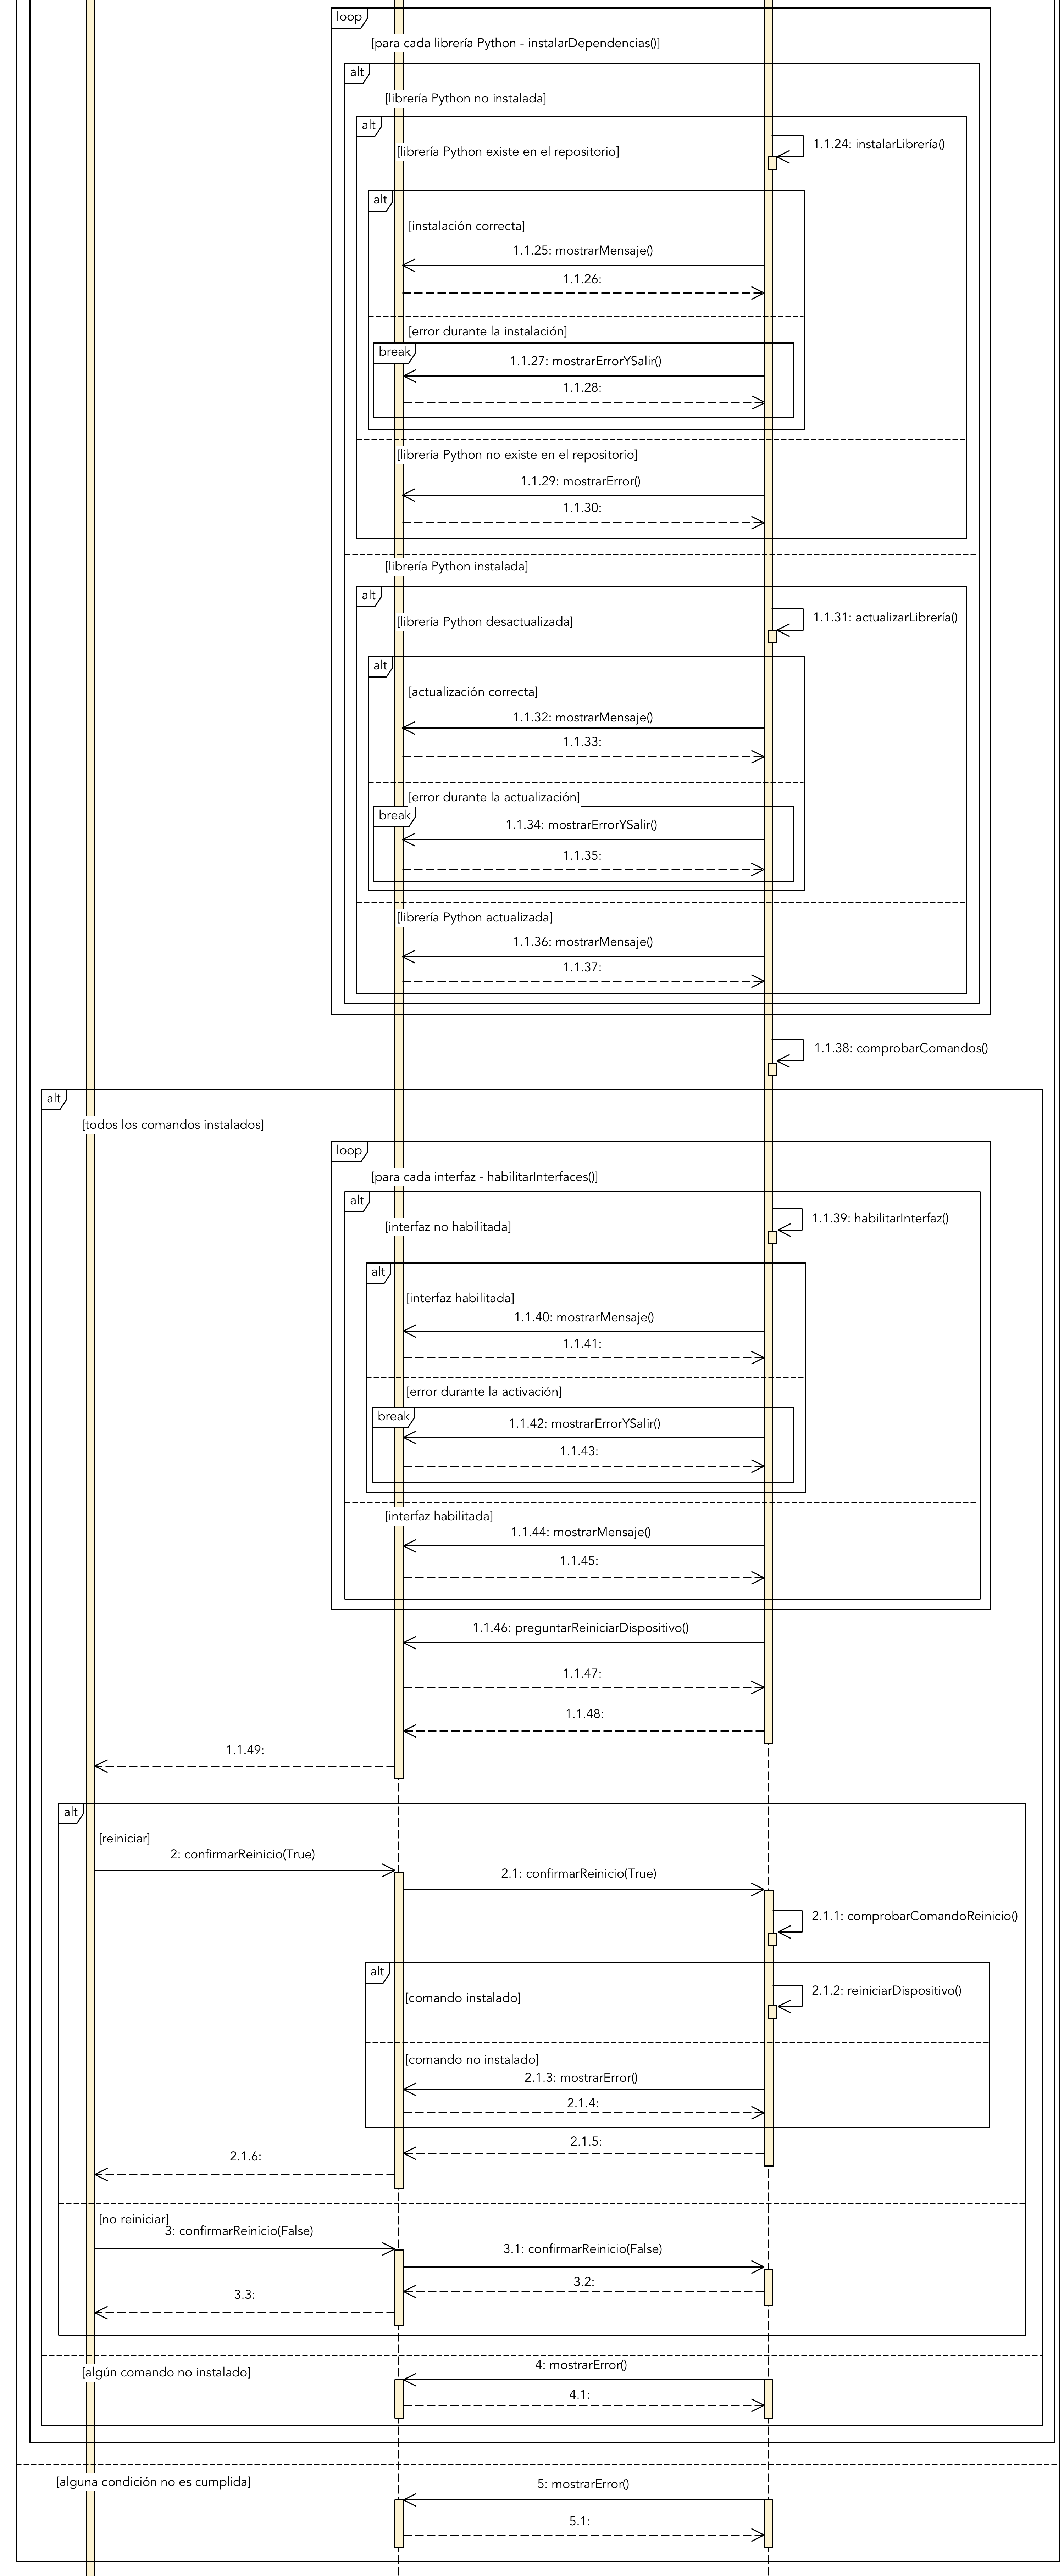 loop
[para cada librería Python - instalarDependencias()]
alt
[librería Python no instalada]
alt
1.1.24: instalarLibrería()
[librería Python existe en el repositorio]
alt
[instalación correcta]
1.1.25: mostrarMensaje()
1.1.26:
[error durante la instalación]
break
1.1.27: mostrarErrorYSalir()
1.1.28:
[librería Python no existe en el repositorio]
1.1.29: mostrarError()
1.1.30:
[librería Python instalada]
alt
1.1.31: actualizarLibrería()
[librería Python desactualizada]
alt
[actualización correcta]
1.1.32: mostrarMensaje()
1.1.33:
[error durante la actualización]
break
1.1.34: mostrarErrorYSalir()
1.1.35:
[librería Python actualizada]
1.1.36: mostrarMensaje()
1.1.37:
1.1.38: comprobarComandos()
alt
[todos los comandos instalados]
loop
[para cada interfaz - habilitarInterfaces()]
alt
1.1.39: habilitarInterfaz()
[interfaz no habilitada]
alt
[interfaz habilitada]
1.1.40: mostrarMensaje()
1.1.41:
[error durante la activación]
break
1.1.42: mostrarErrorYSalir()
1.1.43:
[interfaz habilitada]
1.1.44: mostrarMensaje()
1.1.45:
1.1.46: preguntarReiniciarDispositivo()
1.1.47:
1.1.48:
1.1.49:
alt
[reiniciar]
2: confirmarReinicio(True)
2.1: confirmarReinicio(True)
2.1.1: comprobarComandoReinicio()
alt
2.1.2: reiniciarDispositivo()
[comando instalado]
[comando no instalado]
2.1.3: mostrarError()
2.1.4:
2.1.5:
2.1.6:
[no reiniciar]
3: confirmarReinicio(False)
3.1: confirmarReinicio(False)
3.2:
3.3:
4: mostrarError()
[algún comando no instalado]
4.1:
[alguna condición no es cumplida]
5: mostrarError()
5.1: